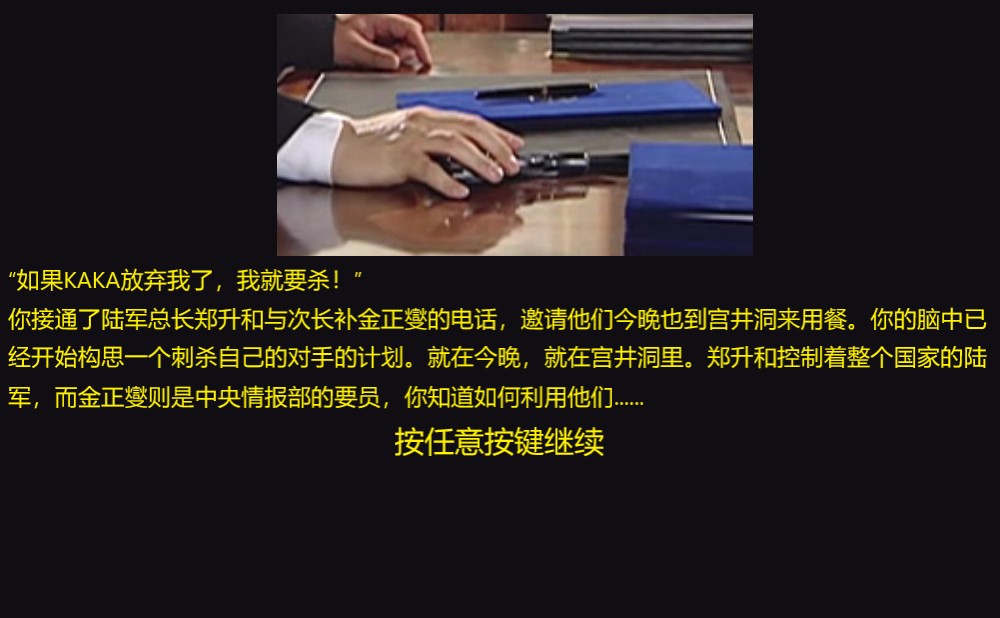 “如果KAKA放弃我了，我就要杀！”
你接通了陆军总长郑升和与次长补金正燮的电话，邀请他们今晚也到宫井洞来用餐。你的脑中已
经开始构思一个刺杀自己的对手的计划。就在今晚，就在宫井洞里。郑升和控制着整个国家的陆
军，而金正燮则是中央情报部的要员，你知道如何利用他们......
按任意按键继续